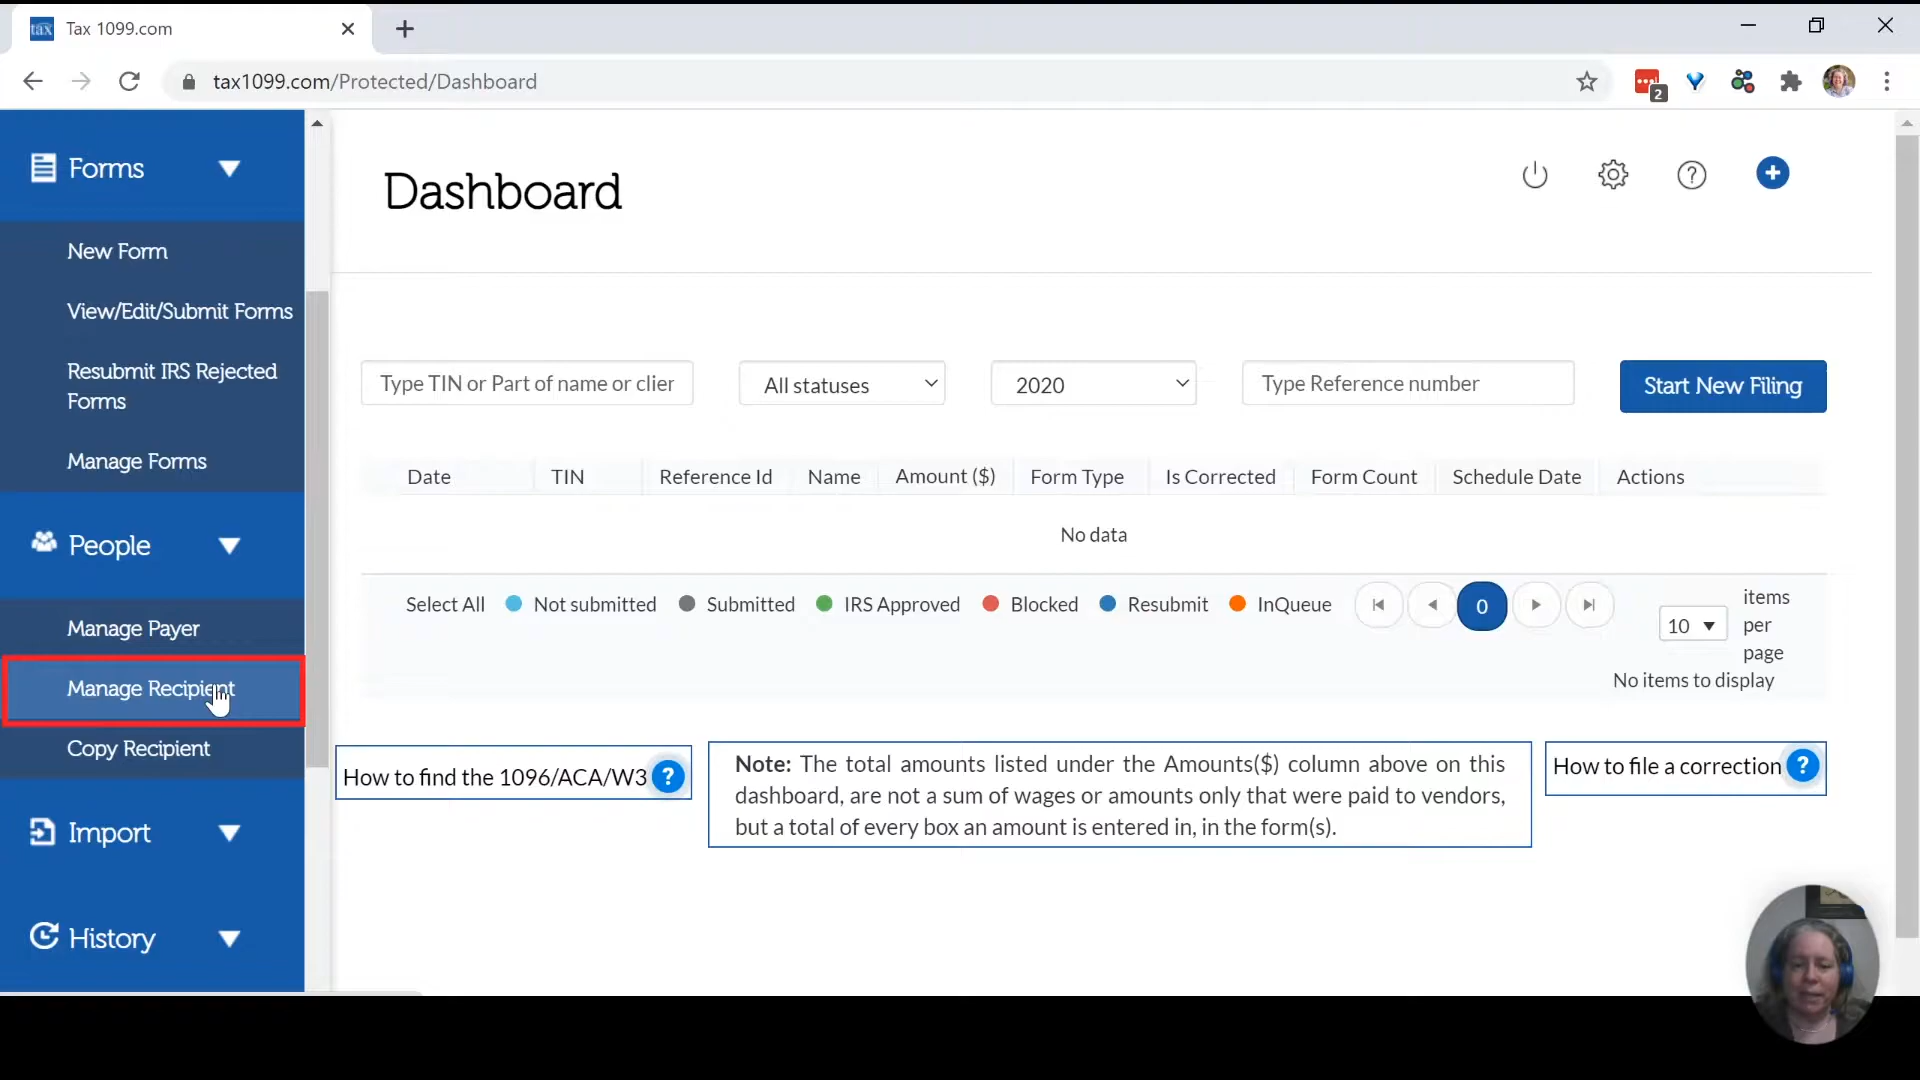 Tax 1099.com
tax1099.com/Protected/Dashboard
2
Forms
New Form
View/Edit/Submit Forms
Resubmit IRS Rejected
Forms
Manage Forms
People
Manage Payer
Manage Recipient
Copy Recipient
Import
History
Dashboard
Type TIN or Part of name or clier
All statuses
2020
Type Reference number
Start New Filing
Date TIN Reference Id Name Amount ($) Form Type Is Corrected Form Count Schedule Date Actions
No data
Select All Not submitted Submitted IRS Approved Blocked Resubmit InQueue 0 10
items
per
page
No items to display
How to find the 1096/ACA/W3 ?
Note: The total amounts listed under the Amounts($) column above on this
dashboard, are not a sum of wages or amounts only that were paid to vendors,
but a total of every box an amount is entered in, in the form(s).
How to file a correction ?